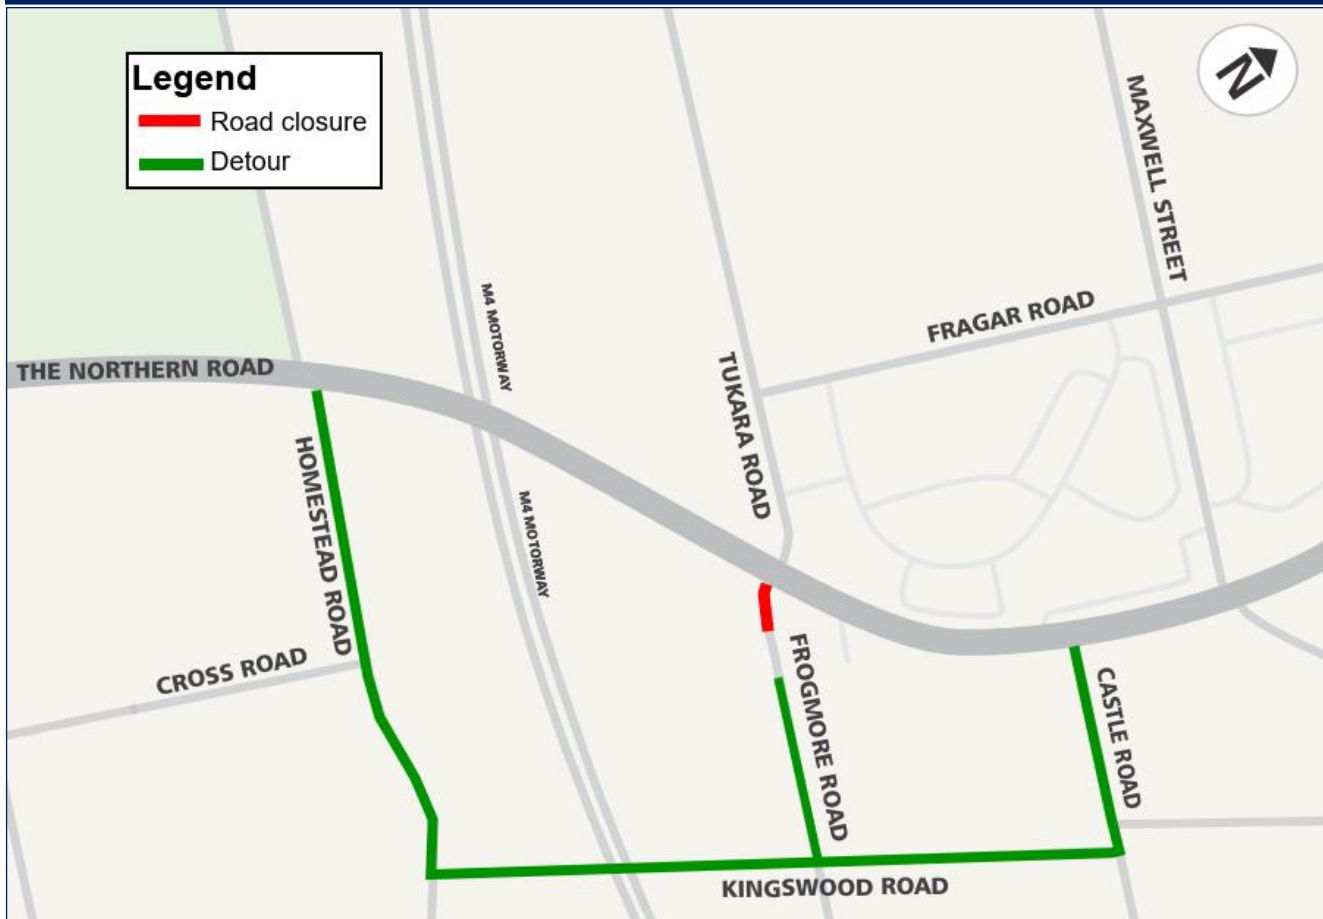 Legend
Road closure
Detour
N
MAXWELL STREET
M4 MOTORWAY
FRAGAR ROAD
THE NORTHERN ROAD
TUKARA ROAD
HOMESTEAD ROAD
M4 MOTORWAY
CROSS ROAD
FROGMORE ROAD
CASTLE ROAD
KINGSWOOD ROAD